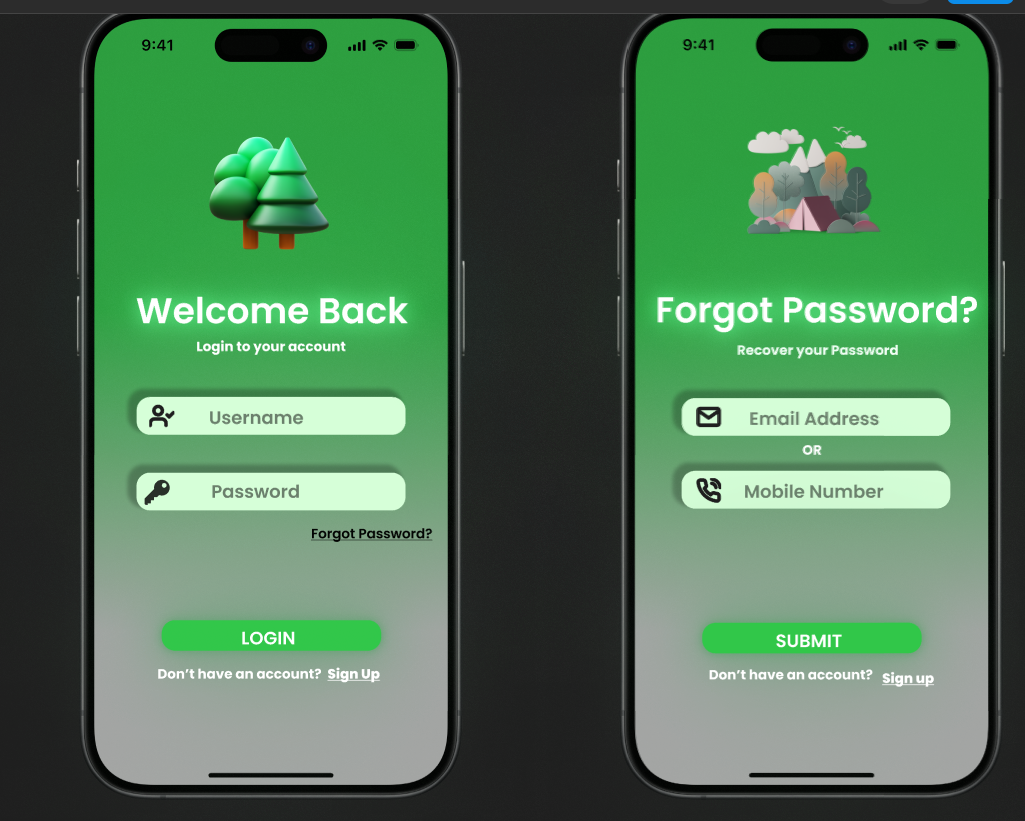 9:41
Welcome Back
Login to your account
Username
Password
Forgot Password?
LOGIN
Don’t have an account? Sign Up
9:41
Forgot Password?
Recover your Password
Email Address
OR
Mobile Number
SUBMIT
Don’t have an account? Sign up